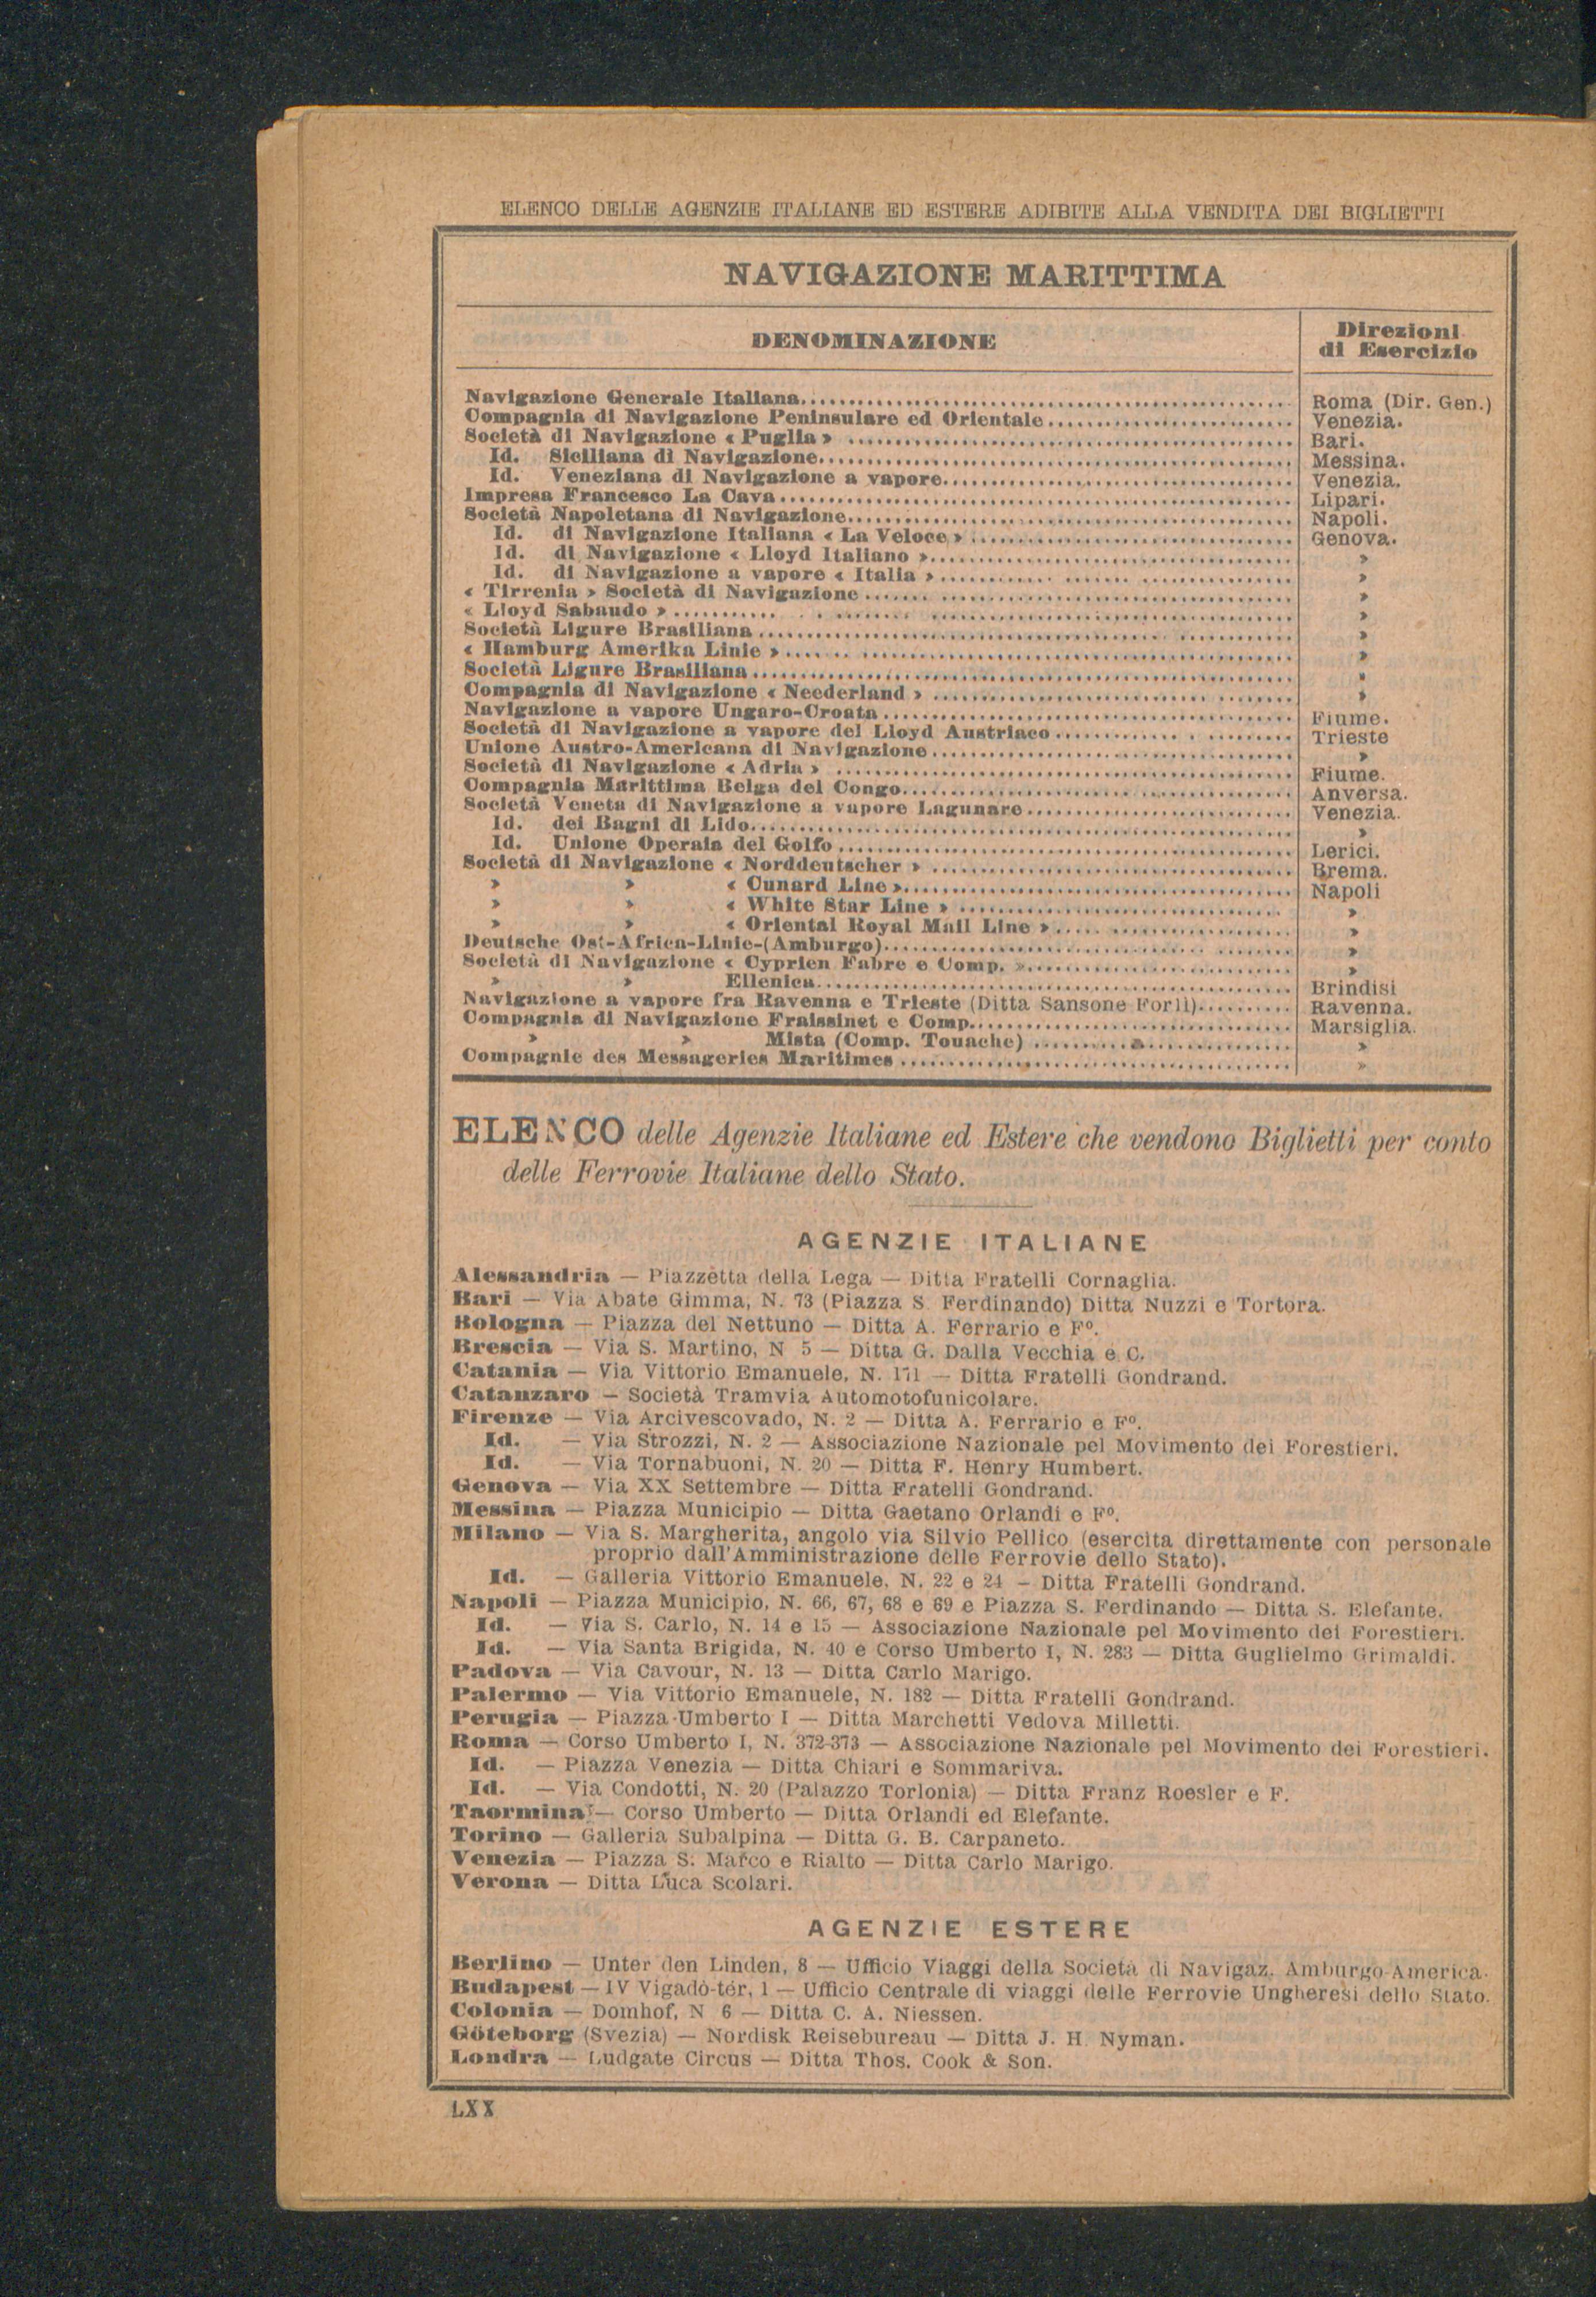 ELENCO DELLE AGENZIE ITALIANE ED ESTERE ADIBITE ALLA VENDITA DEI BIGLIETTI
NAVIGAZIONE MARITTIMA
DENOMINAZIONE
Direzioni
di Esercizio
Navigazione Generale Italiana Roma (Dir. Gen.)
Compagnia di Navigazione Peninsulare ed Orientale Venezia.
Società di Navigazione « Puglia » Bari.
Id. Siciliana di Navigazione Messina.
Id. Veneziana di Navigazione a vapore Venezia.
Impresa Francesco La Cava Lipari.
Società Napoletana di Navigazione Napoli.
Id. di Navigazione Italiana « La Veloce » Genova.
Id. di Navigazione « Lloyd Italiano » »
Id. di Navigazione a vapore « Italia » »
« Tirrenia » Società di Navigazione »
« Lloyd Sabaudo » »
Società Ligure Brasiliana »
« Hamburg Amerika Linie » »
Società Ligure Brasiliana »
Compagnia di Navigazione « Neederland » »
Navigazione a vapore Ungaro-Croata Fiume.
Società di Navigazione a vapore del Lloyd Austriaco Trieste
Unione Austro-Americana di Navigazione »
Società di Navigazione « Adria » Fiume.
Compagnia Marittima Belga del Congo Anversa.
Società Veneta di Navigazione a vapore Lagunare Venezia.
Id. dei Bagni di Lido »
Id. Unione Operaia del Golfo Lerici.
Società di Navigazione « Norddeutscher » Brema.
» » « Cunard Line » Napoli
» » « White Star Line » »
» » « Oriental Royal Mail Line » »
Deutsche Ost-Africa-Linie-(Amburgo) »
Società di Navigazione « Cyprien Fabre e Comp. » »
» » Ellenica Brindisi
Navigazione a vapore fra Ravenna e Trieste (Ditta Sansone Forlì) Ravenna.
Compagnia di Navigazione Fraissinet e Comp. Marsiglia.
» » Mista (Comp. Touache) »
Compagnie des Messageries Maritimes »
ELENCO delle Agenzie Italiane ed Estere che vendono Biglietti per conto
delle Ferrovie Italiane dello Stato.
AGENZIE ITALIANE
Alessandria — Piazzetta della Lega — Ditta Fratelli Cornaglia.
Bari — Via Abate Gimma, N. 73 (Piazza S. Ferdinando) Ditta Nuzzi e Tortora.
Bologna — Piazza del Nettuno — Ditta A. Ferrario e Fº.
Brescia — Via S. Martino, N 5 — Ditta G. Dalla Vecchia e C.
Catania — Via Vittorio Emanuele, N. 171 — Ditta Fratelli Gondrand.
Catanzaro — Società Tramvia Automotofunicolare.
Firenze — Via Arcivescovado, N. 2 — Ditta A. Ferrario e Fº.
Id. — Via Strozzi, N. 2 — Associazione Nazionale pel Movimento dei Forestieri.
Id. — Via Tornabuoni, N. 20 — Ditta F. Henry Humbert.
Genova — Via XX Settembre — Ditta Fratelli Gondrand.
Messina — Piazza Municipio — Ditta Gaetano Orlandi e Fº.
Milano — Via S. Margherita, angolo via Silvio Pellico (esercita direttamente con personale
proprio dall'Amministrazione delle Ferrovie dello Stato).
Id. — Galleria Vittorio Emanuele, N. 22 e 24 — Ditta Fratelli Gondrand.
Napoli — Piazza Municipio, N. 66, 67, 68 e 69 e Piazza S. Ferdinando — Ditta S. Elefante.
Id. — Via S. Carlo, N. 14 e 15 — Associazione Nazionale pel Movimento dei Forestieri.
Id. — Via Santa Brigida, N. 40 e Corso Umberto I, N. 283 — Ditta Guglielmo Grimaldi.
Padova — Via Cavour, N. 13 — Ditta Carlo Marigo.
Palermo — Via Vittorio Emanuele, N. 182 — Ditta Fratelli Gondrand.
Perugia — Piazza Umberto I — Ditta Marchetti Vedova Milletti.
Roma — Corso Umberto I, N. 372-373 — Associazione Nazionale pel Movimento dei Forestieri.
Id. — Piazza Venezia — Ditta Chiari e Sommariva.
Id. — Via Condotti, N. 20 (Palazzo Torlonia) — Ditta Franz Roesler e F.
Taormina — Corso Umberto — Ditta Orlandi ed Elefante.
Torino — Galleria Subalpina — Ditta G. B. Carpaneto.
Venezia — Piazza S. Marco e Rialto — Ditta Carlo Marigo.
Verona — Ditta Luca Scolari.
AGENZIE ESTERE
Berlino — Unter den Linden, 8 — Ufficio Viaggi della Società di Navigaz. Amburgo-America.
Budapest — IV Vigadò-tér, 1 — Ufficio Centrale di viaggi delle Ferrovie Ungheresi dello Stato.
Colonia — Domhof, N 6 — Ditta C. A. Niessen.
Göteborg (Svezia) — Nordisk Reisebureau — Ditta J. H. Nyman.
Londra — Ludgate Circus — Ditta Thos. Cook & Son.
LXX